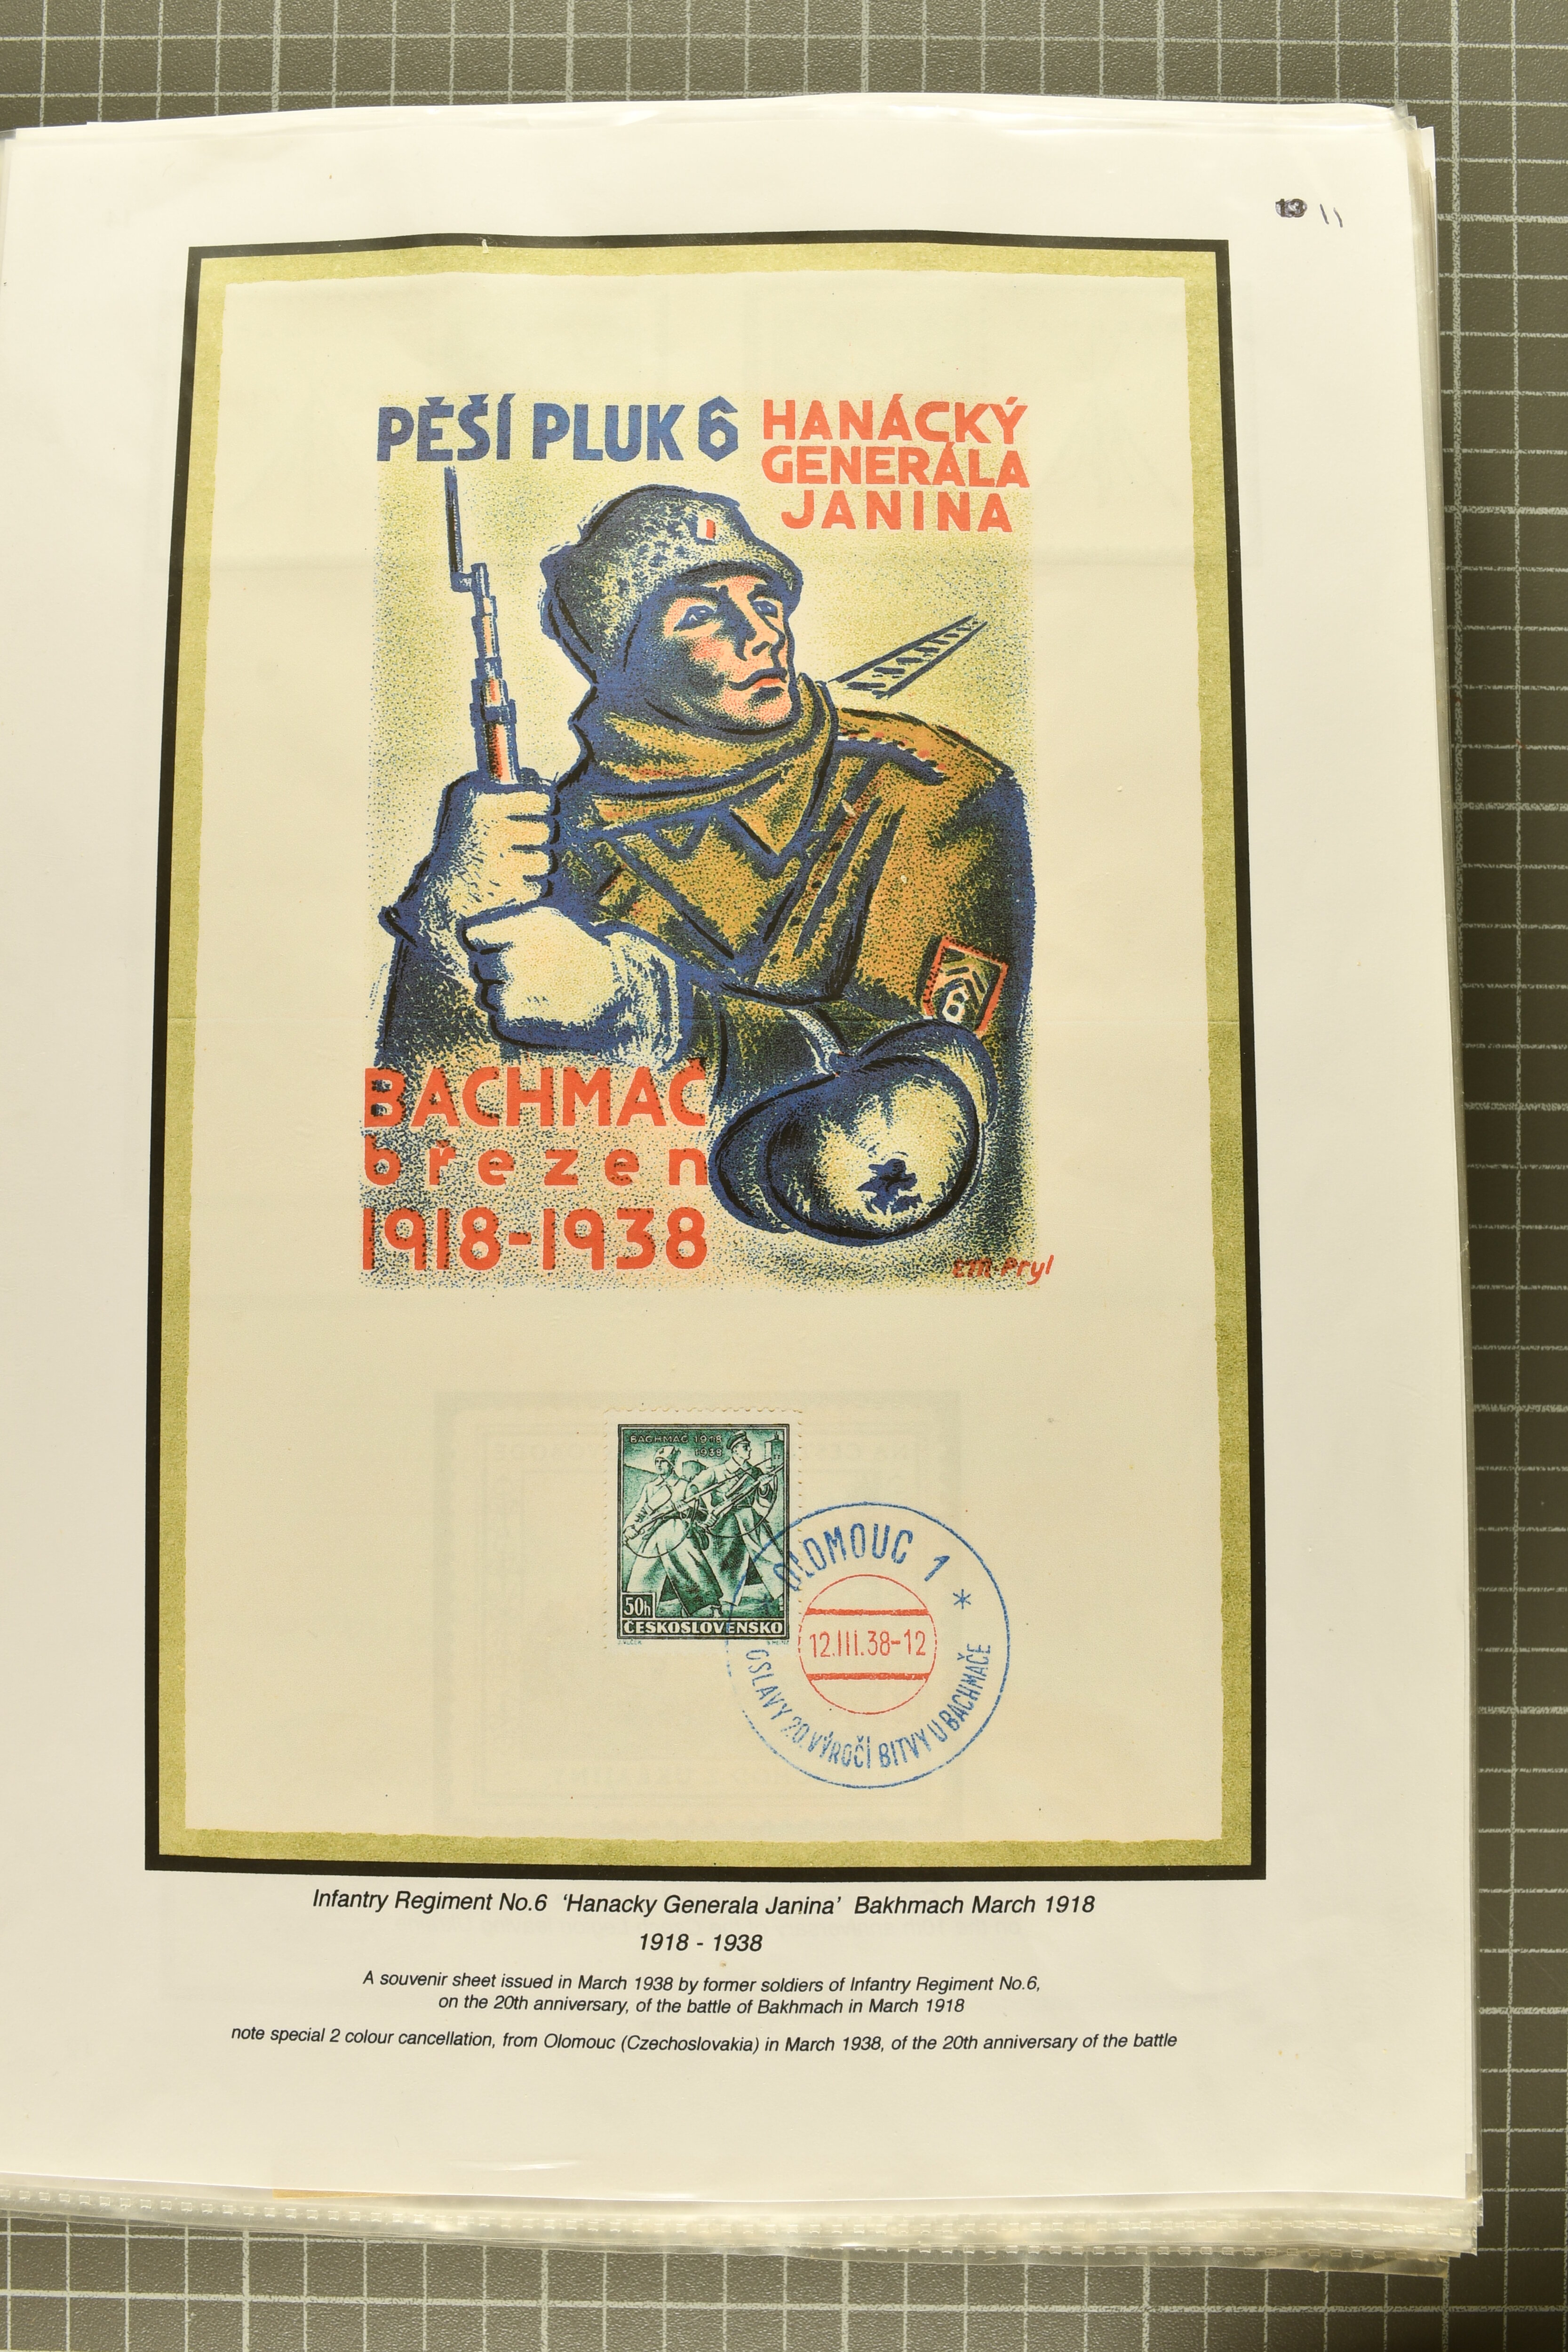 13 11
PĚŠÍ PLUK 6
HANÁCKÝ
GENERÁLA
JANINA
6
BACHMAČ
březen
1918-1938
EM Pryl
BACHMAČ 1918
1938
50h
ČESKOSLOVENSKO
OLOMOUC 1 *
12.III.38-12
OSLAVY 20.VÝROČÍ BITVY U BACHMAČE
Infantry Regiment No.6 'Hanacky Generala Janina' Bakhmach March 1918
1918 - 1938
A souvenir sheet issued in March 1938 by former soldiers of Infantry Regiment No.6,
on the 20th anniversary, of the battle of Bakhmach in March 1918
note special 2 colour cancellation, from Olomouc (Czechoslovakia) in March 1938, of the 20th anniversary of the battle